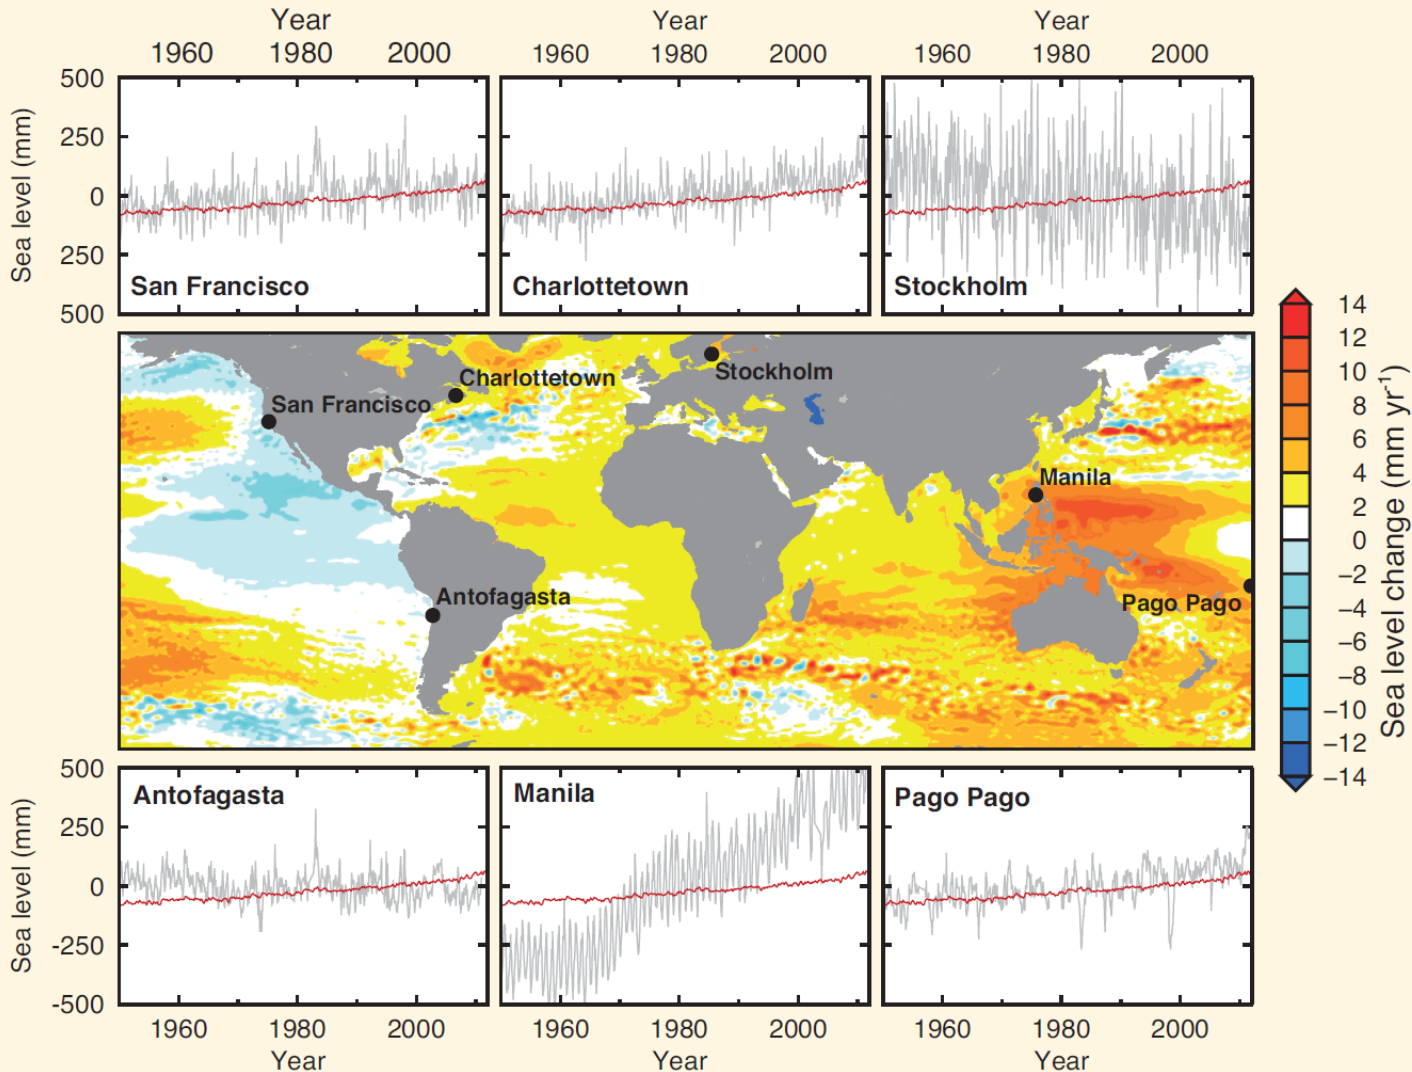 Year Year Year
1960 1980 2000 1960 1980 2000 1960 1980 2000
500
250
0
250
500
Sea level (mm)
San Francisco Charlottetown Stockholm
Charlottetown
Stockholm
San Francisco
Manila
Antofagasta
Pago Pago
14
12
10
8
6
4
2
0
−2
−4
−6
−8
−10
−12
−14
Sea level change (mm yr-1)
500
250
0
-250
-500
Sea level (mm)
Antofagasta Manila Pago Pago
1960 1980 2000 1960 1980 2000 1960 1980 2000
Year Year Year